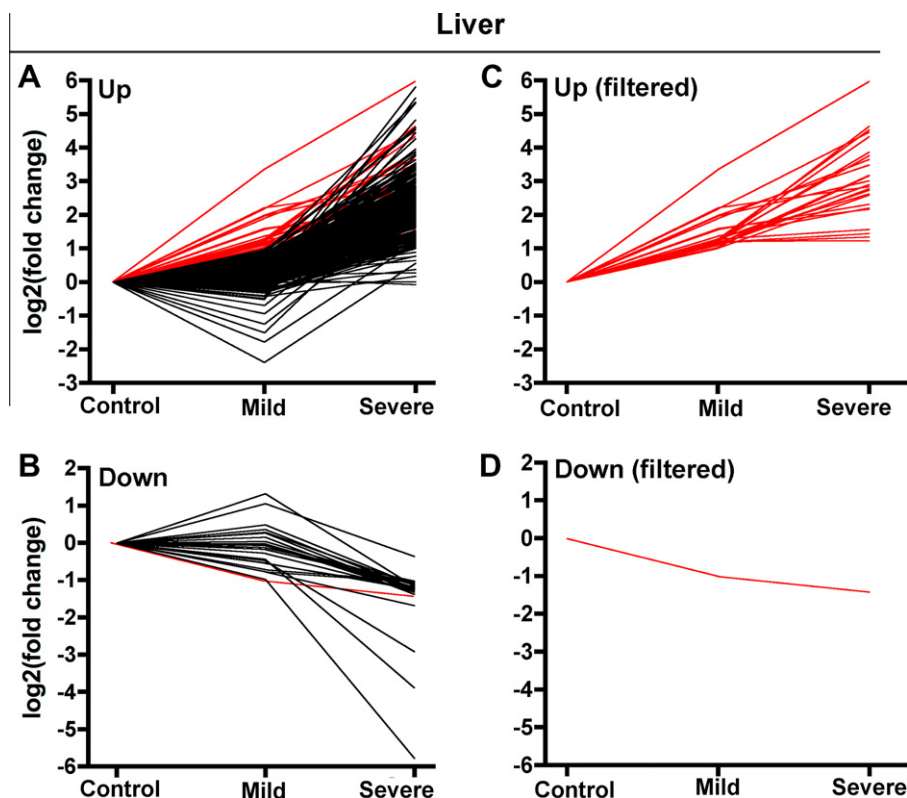 Liver
A
Up
log2(fold change)
6
5
4
3
2
1
0
-1
-2
-3
Control
Mild
Severe
C
Up (filtered)
6
5
4
3
2
1
0
-1
-2
-3
Control
Mild
Severe
B
Down
log2(fold change)
2
1
0
-1
-2
-3
-4
-5
-6
Control
Mild
Severe
D
Down (filtered)
2
1
0
-1
-2
-3
-4
-5
-6
Control
Mild
Severe